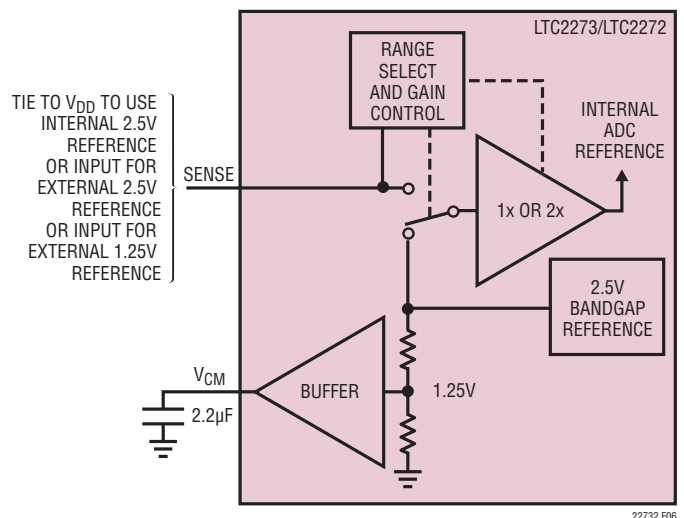 LTC2273/LTC2272
RANGE
SELECT
AND GAIN
CONTROL
TIE TO VDD TO USE
INTERNAL 2.5V
REFERENCE
OR INPUT FOR
EXTERNAL 2.5V
REFERENCE
OR INPUT FOR
EXTERNAL 1.25V
REFERENCE
SENSE
INTERNAL
ADC
REFERENCE
1x OR 2x
2.5V
BANDGAP
REFERENCE
VCM
2.2µF
BUFFER
1.25V
22732 F06